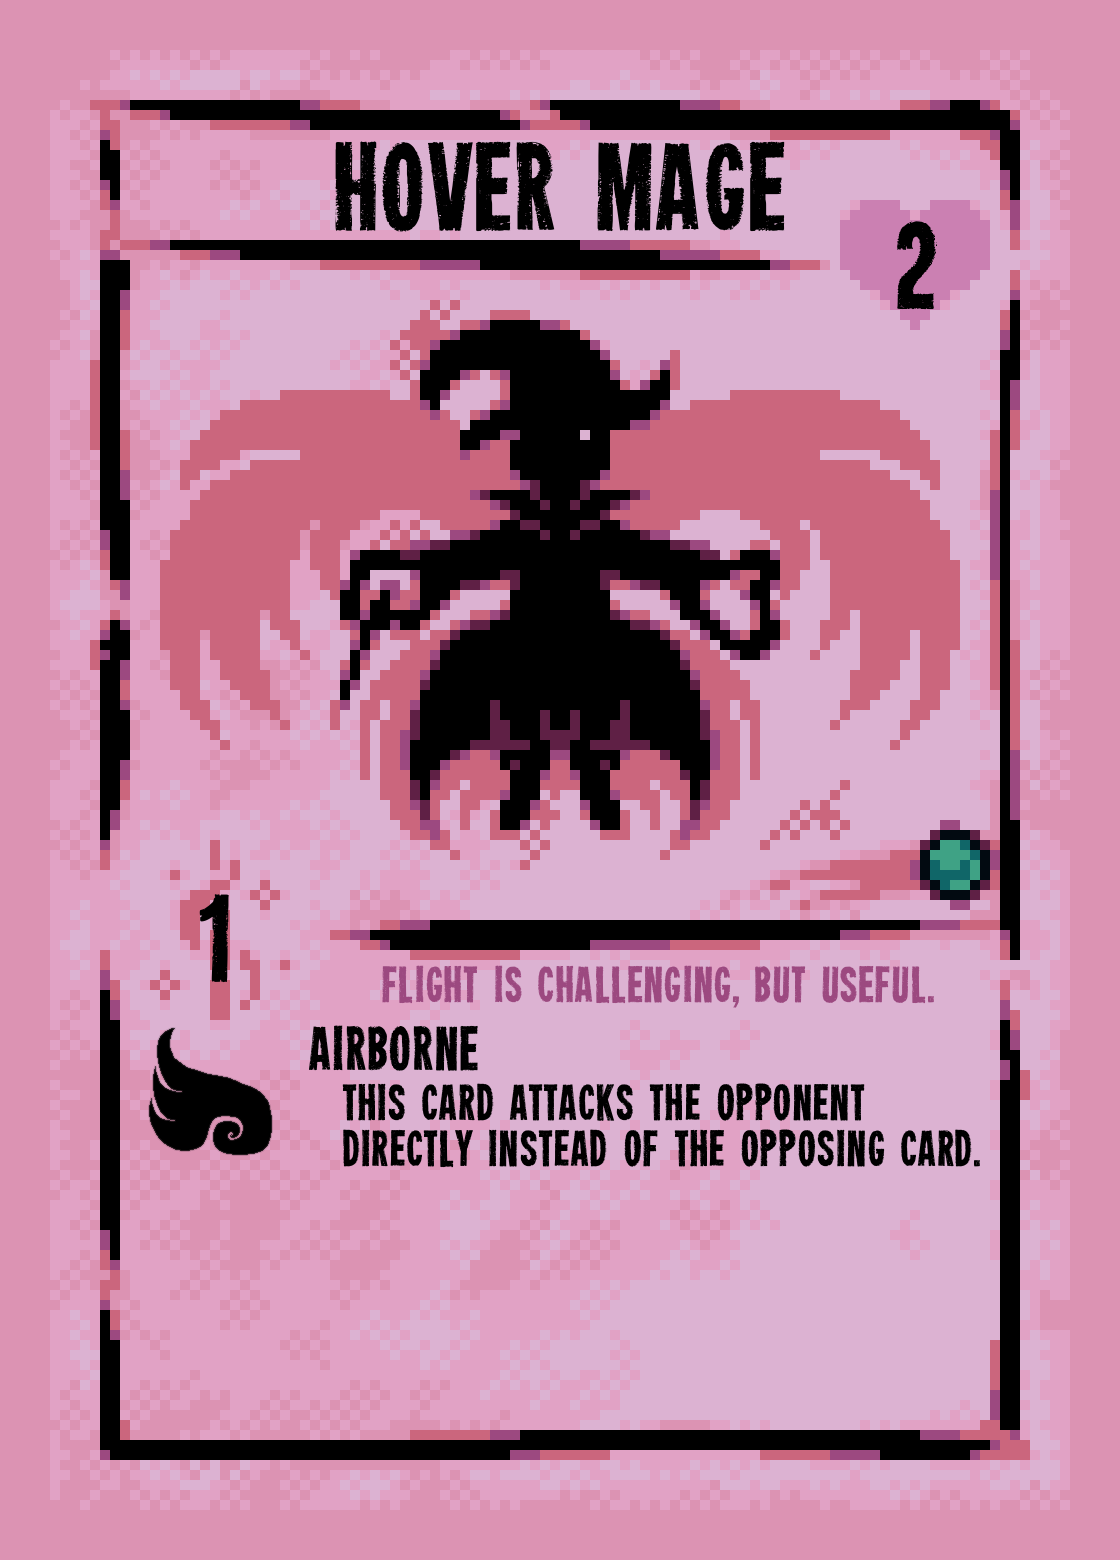 HOVER MAGE
2
1
FLIGHT IS CHALLENGING, BUT USEFUL.
AIRBORNE
THIS CARD ATTACKS THE OPPONENT
DIRECTLY INSTEAD OF THE OPPOSING CARD.